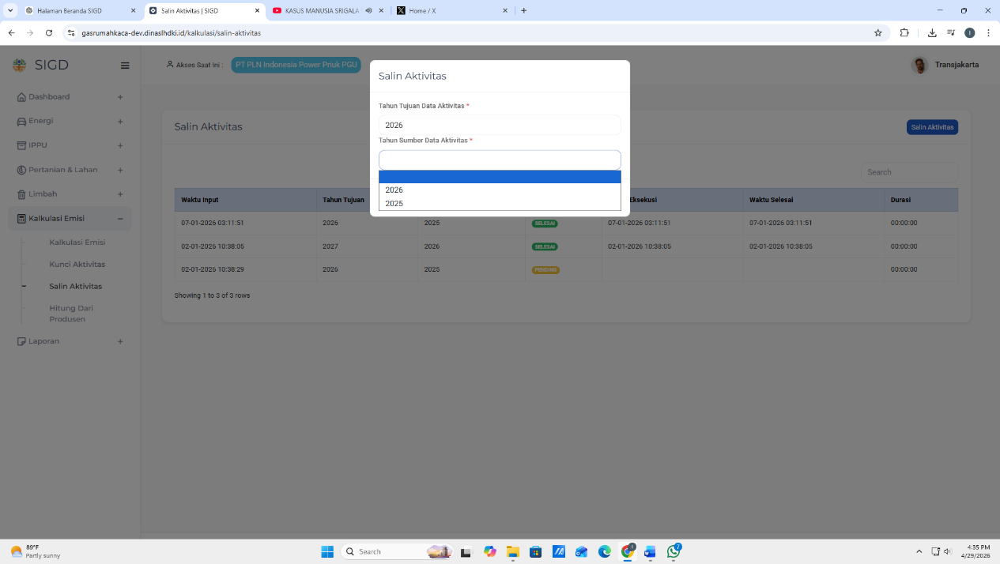 Halaman Beranda SIGD
Salin Aktivitas | SIGD
KASUS MANUSIA SRIGALA
Home / X
gasrumahkaca-dev.dinaslhdki.id/kalkulasi/salin-aktivitas
SIGD
Akses Saat Ini :
PT PLN Indonesia Power Priuk PGU
Transjakarta
Dashboard
Energi
IPPU
Pertanian & Lahan
Limbah
Kalkulasi Emisi
Kalkulasi Emisi
Kunci Aktivitas
Salin Aktivitas
Hitung Dari
Produsen
Laporan
Salin Aktivitas
Salin Aktivitas
Search
Salin Aktivitas
Tahun Tujuan Data Aktivitas *
2026
Tahun Sumber Data Aktivitas *
2026
2025
Waktu Input Tahun Tujuan Eksekusi Waktu Selesai Durasi
07-01-2026 03:11:51 2026 2025 SELESAI 07-01-2026 03:11:51 07-01-2026 03:11:51 00:00:00
02-01-2026 10:38:05 2027 2026 SELESAI 02-01-2026 10:38:05 02-01-2026 10:38:05 00:00:00
02-01-2026 10:38:29 2026 2025 PENDING 00:00:00
Showing 1 to 3 of 3 rows
89°F
Partly sunny
Search
7
4:35 PM
4/29/2026